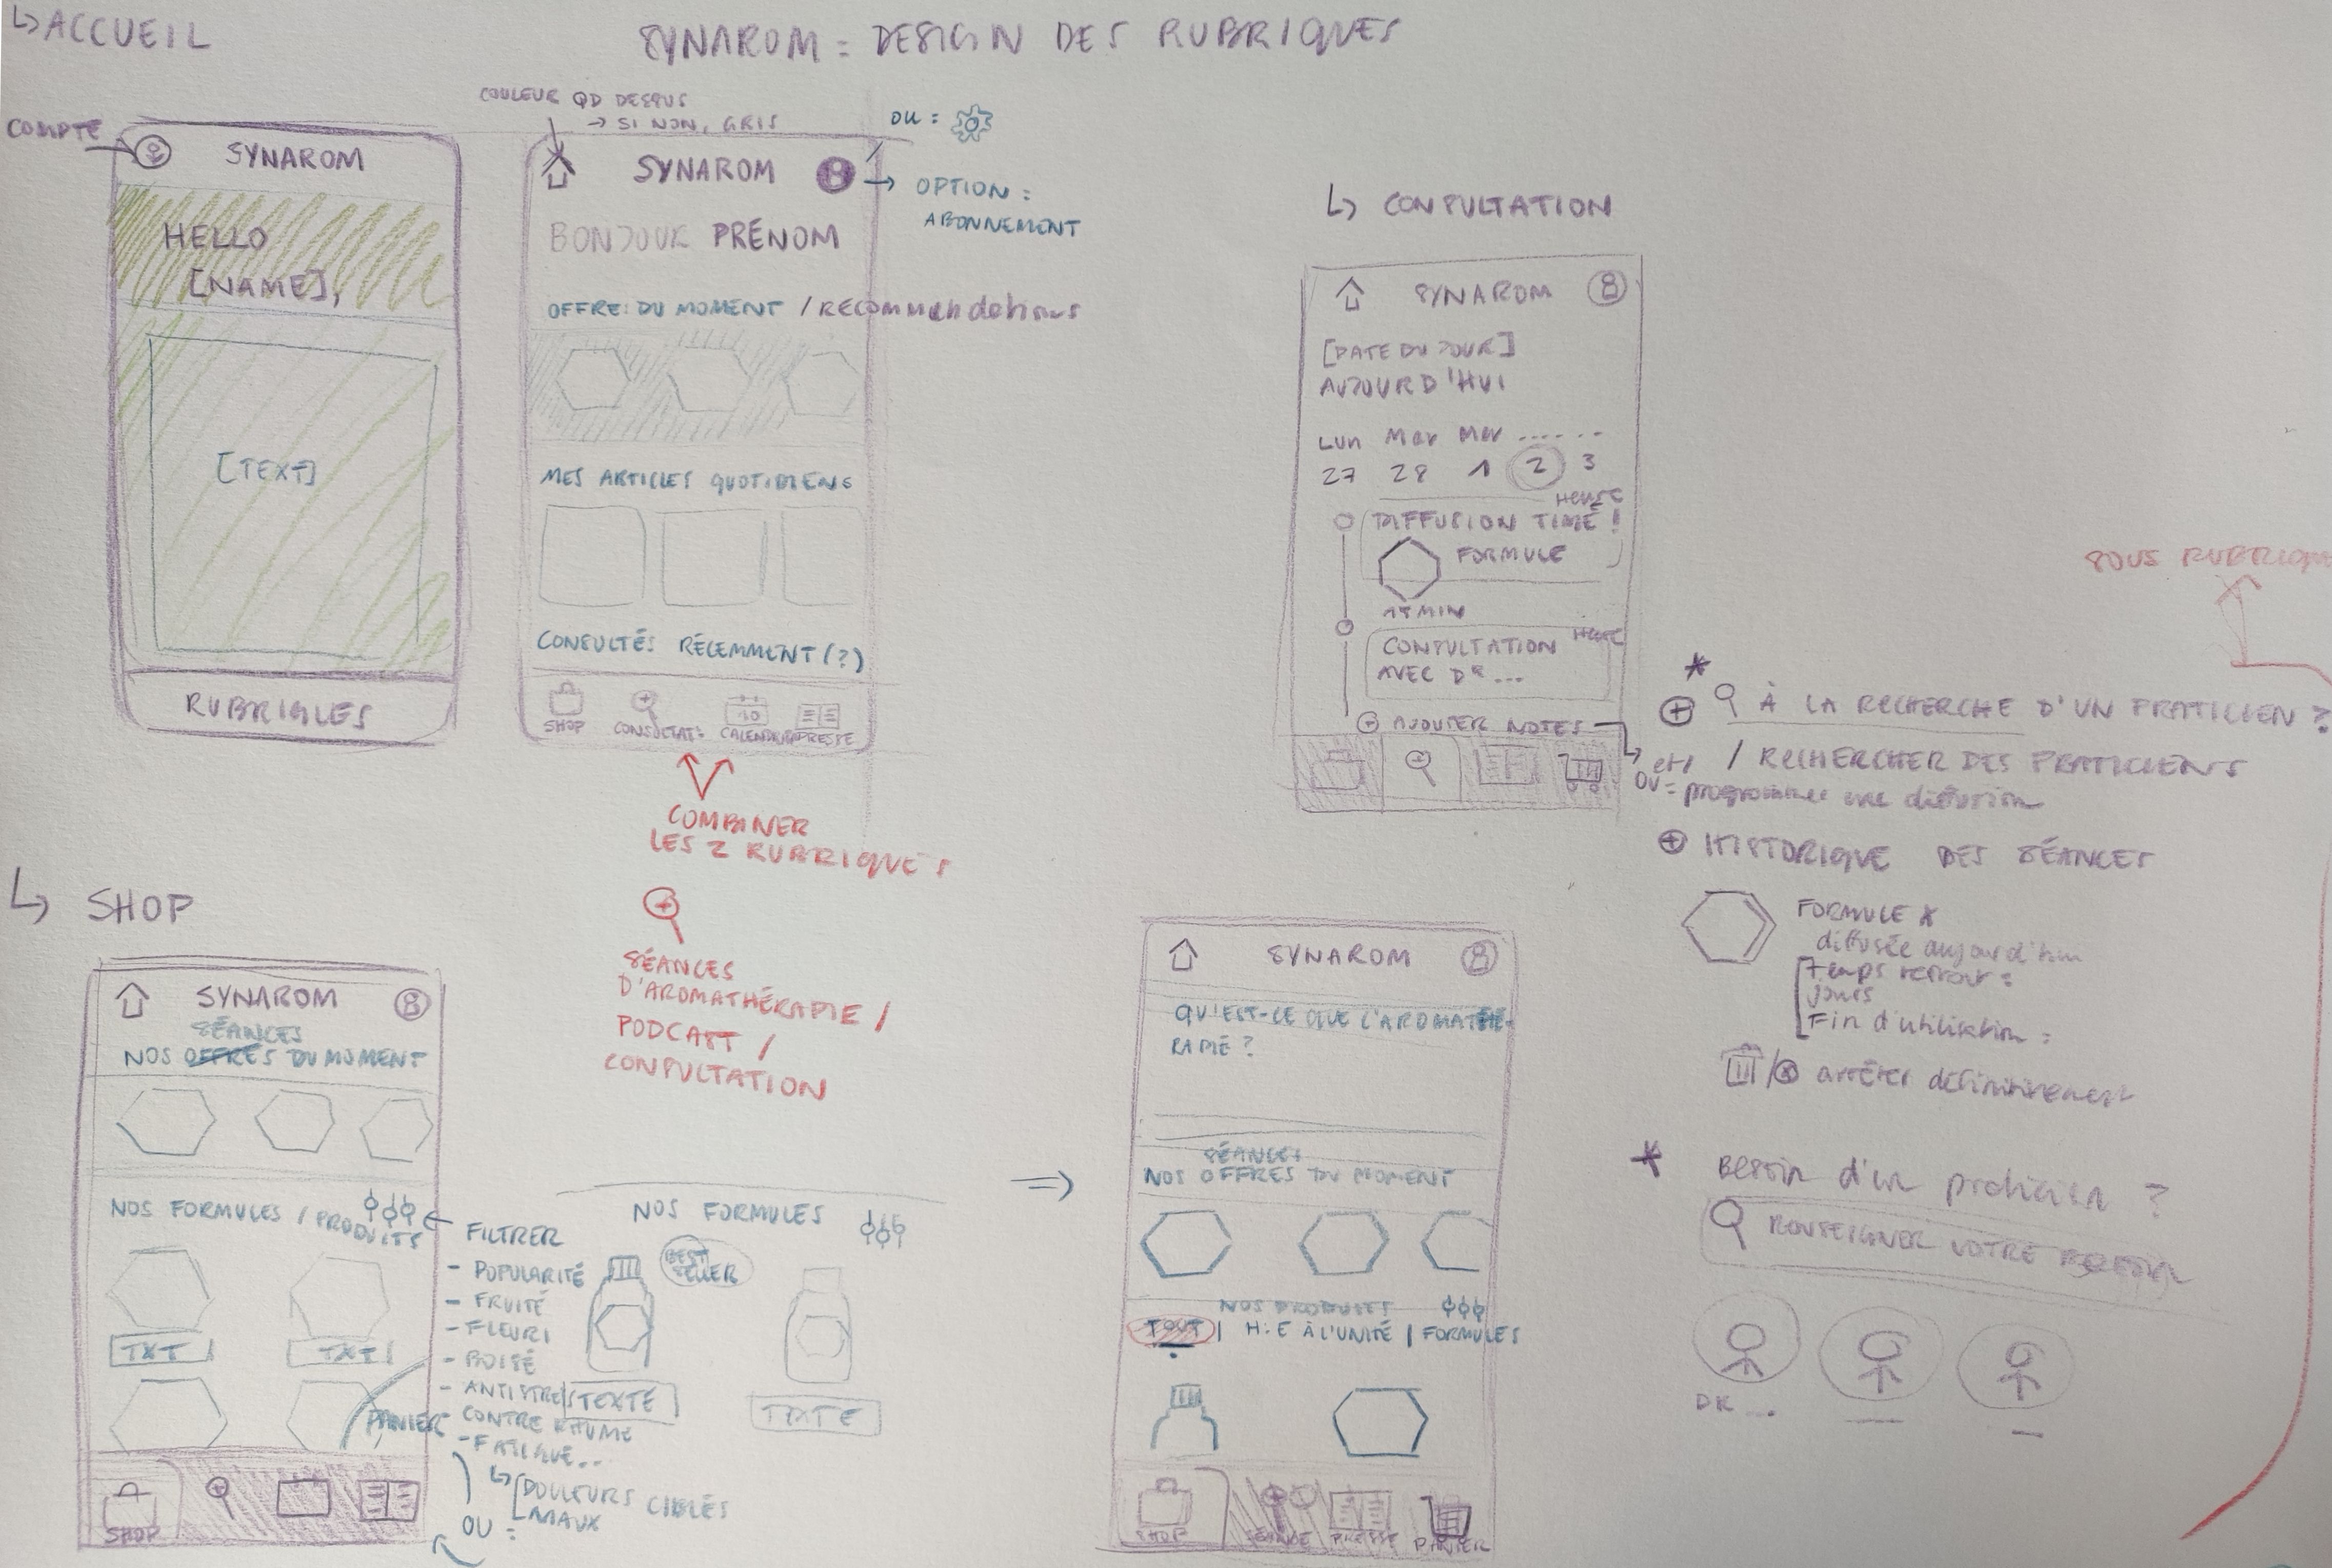 ↳ ACCUEIL
SYNAROM = DESIGN DES RUBRIQUES
COMPTE
SYNAROM
HELLO
[NAME],
[TEXT]
RUBRIQUES
COULEUR QD DESSUS
→ SI NON, GRIS
OU :
SYNAROM
→ OPTION :
ABONNEMENT
BONJOUR PRÉNOM
OFFRE: DU MOMENT / RECOMMANdations
MES ARTICLES QUOTIDIENS
CONSULTÉS RÉCEMMENT (?)
SHOP
CONSULTAT°
CALENDRIER
PRESSE
COMBINER
LES 2 RUBRIQUES
SÉANCES
D'AROMATHÉRAPIE /
PODCAST /
CONSULTATION
↳ CONSULTATION
SYNAROM
[DATE DU JOUR]
AUJOURD'HUI
LUN Mar Mer ......
27 28 1 2 3
HEURE
DIFFUSION TIME !
FORMULE
15 MIN
HEURE
CONSULTATION
AVEC DR ...
⊕ AJOUTER NOTES
SOUS RUBRIQUE
*
⊕ À LA RECHERCHE D'UN PRATICIEN ?
et / / RECHERCHER DES PRATICIENS
OU = programmer une diffusion
⊕ HISTORIQUE DES SÉANCES
FORMULE X
diffusée aujourd'hui
temps restant :
jours
Fin d'utilisation :
/⊗ arrêter définitivement
* Besoin d'un praticien ?
RENSEIGNER VOTRE BESOIN
DR ...
↳ SHOP
SYNAROM
SÉANCES
NOS OFFRES DU MOMENT
NOS FORMULES / PRODUITS
TXT
TXT
PANIER
SHOP
← FILTRER
- POPULARITÉ
- FRUITÉ
- FLEURI
- BOISÉ
- ANTISTRESS
- CONTRE RHUME
- FATIGUE...
↳ DOULEURS CIBLÉS
MAUX
OU :
NOS FORMULES
BEST
SELLER
TEXTE
TEXTE
⇒
SYNAROM
QU'EST-CE QUE L'AROMATHÉ-
RAPIE ?
SÉANCES
NOS OFFRES DU MOMENT
NOS PRODUITS
TOUT | H.E À L'UNITÉ | FORMULES
SHOP
SÉANCE
PRESSE
PANIER